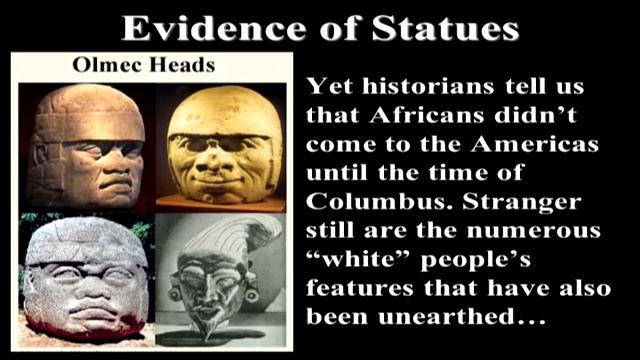 Evidence of Statues
Olmec Heads
Yet historians tell us
that Africans didn’t
come to the Americas
until the time of
Columbus. Stranger
still are the numerous
“white” people’s
features that have also
been unearthed…